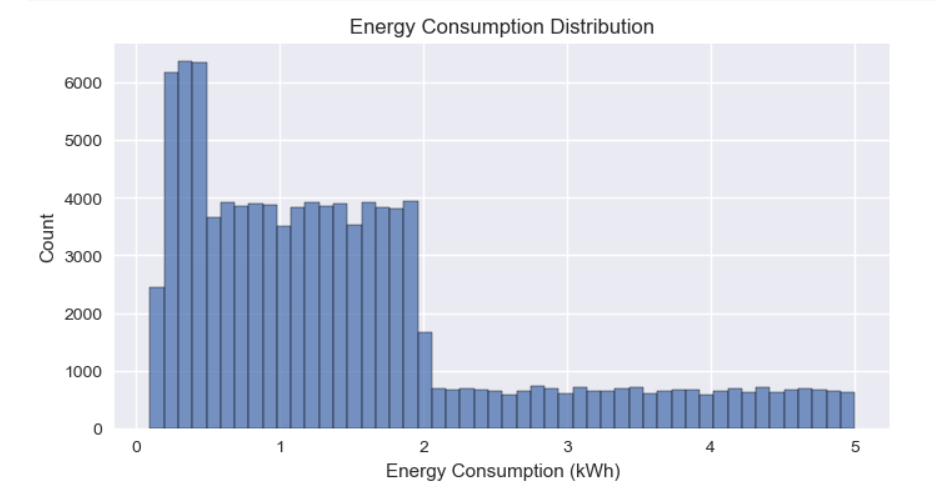 Energy Consumption Distribution
6000
5000
4000
3000
2000
1000
0
Count
0 1 2 3 4 5
Energy Consumption (kWh)